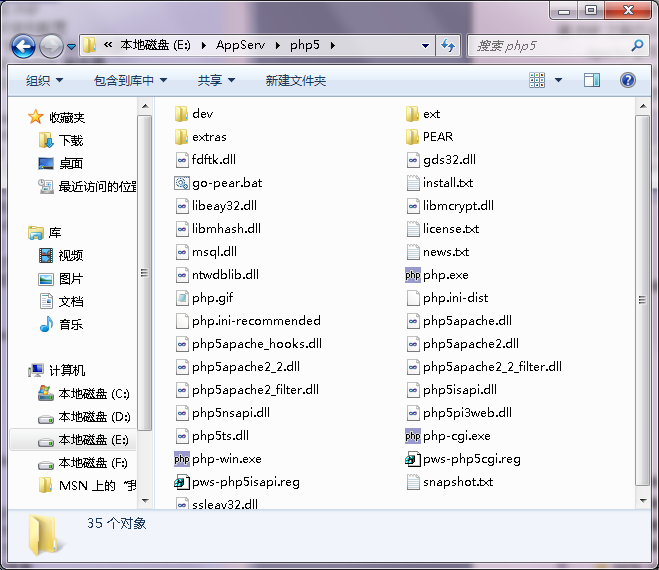 « 本地磁盘 (E:) ▸ AppServ ▸ php5 ▸
搜索 php5
组织 包含到库中 共享 新建文件夹
收藏夹
下载
桌面
最近访问的位置
库
视频
图片
文档
音乐
计算机
本地磁盘 (C:)
本地磁盘 (D:)
本地磁盘 (E:)
本地磁盘 (F:)
MSN 上的 "我
dev
ext
extras
PEAR
fdftk.dll
gds32.dll
go-pear.bat
install.txt
libeay32.dll
libmcrypt.dll
libmhash.dll
license.txt
msql.dll
news.txt
ntwdblib.dll
php php.exe
php.gif
php.ini-dist
php.ini-recommended
php5apache.dll
php5apache_hooks.dll
php5apache2.dll
php5apache2_2.dll
php5apache2_2_filter.dll
php5apache2_filter.dll
php5isapi.dll
php5nsapi.dll
php5pi3web.dll
php5ts.dll
php php-cgi.exe
php php-win.exe
pws-php5cgi.reg
pws-php5isapi.reg
snapshot.txt
ssleay32.dll
35 个对象